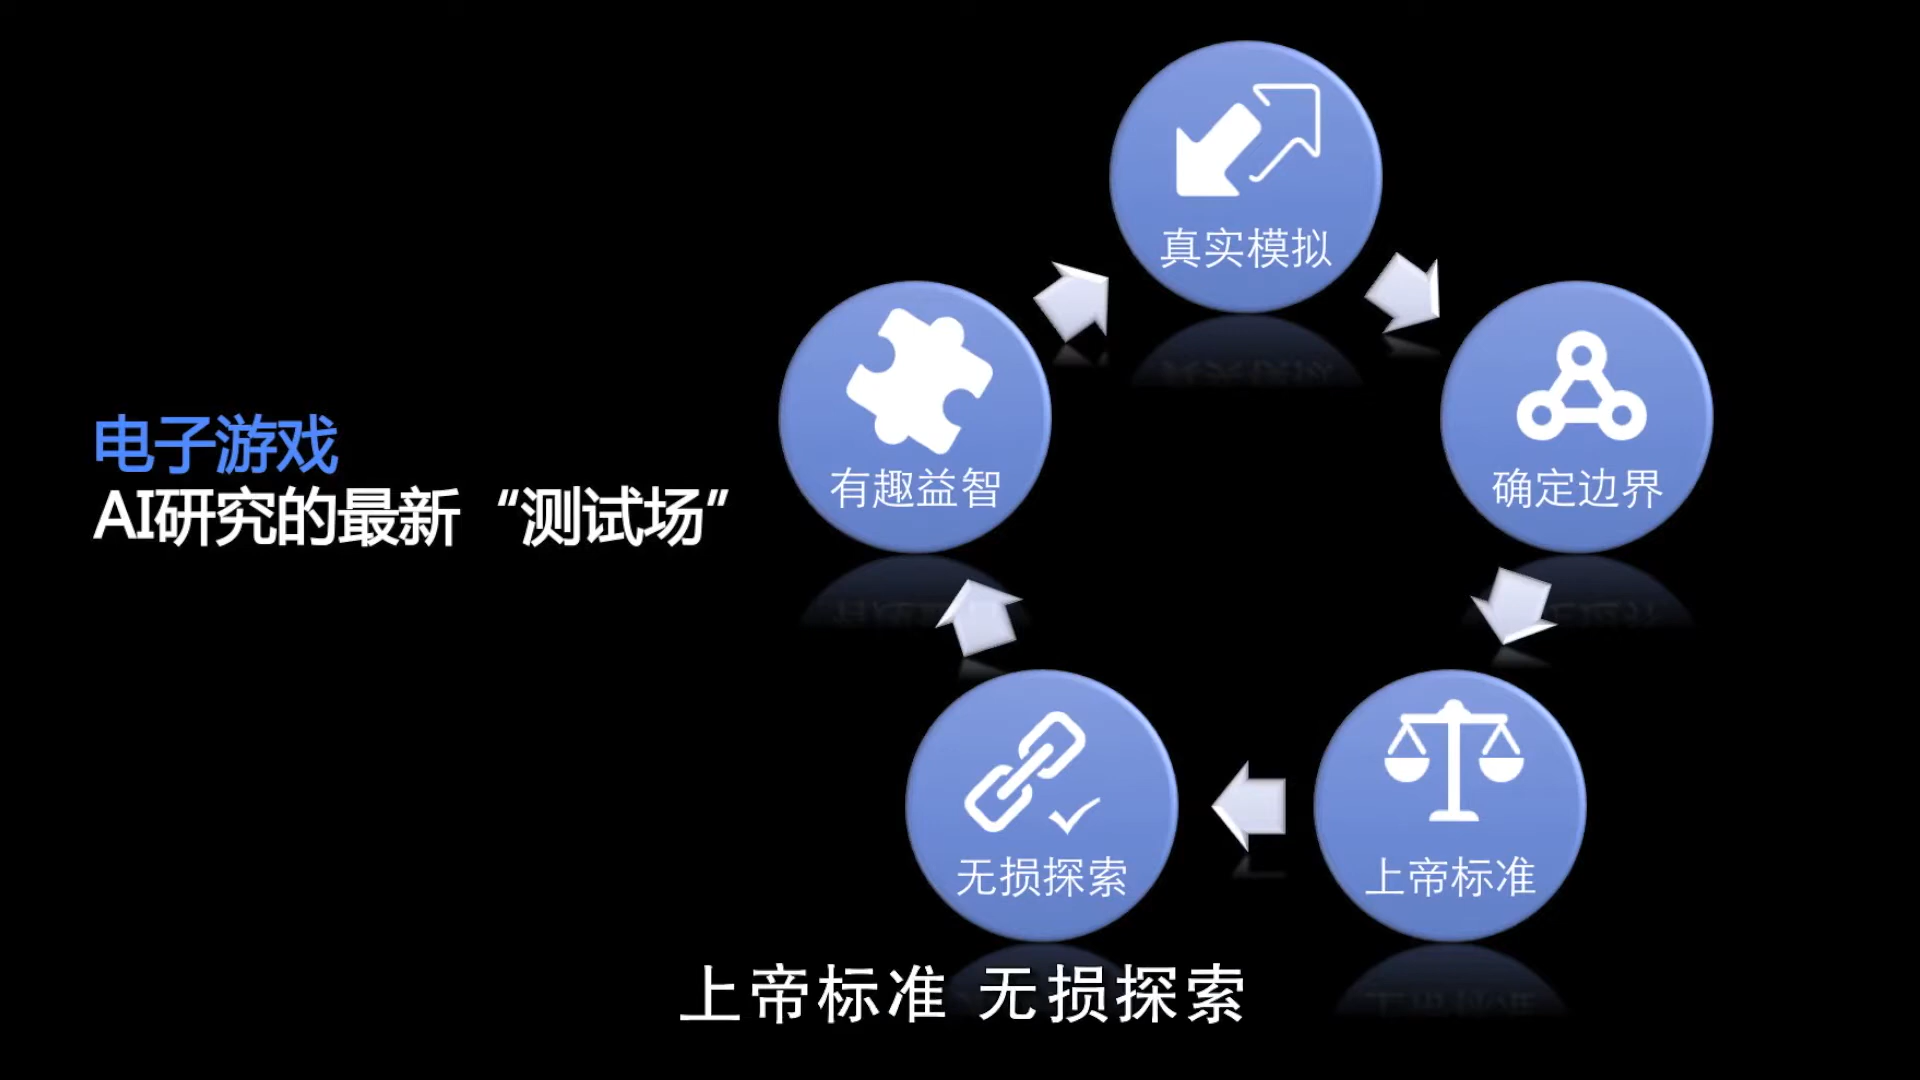 电子游戏
AI研究的最新“测试场”
真实模拟
有趣益智
确定边界
无损探索
上帝标准
上帝标准 无损探索